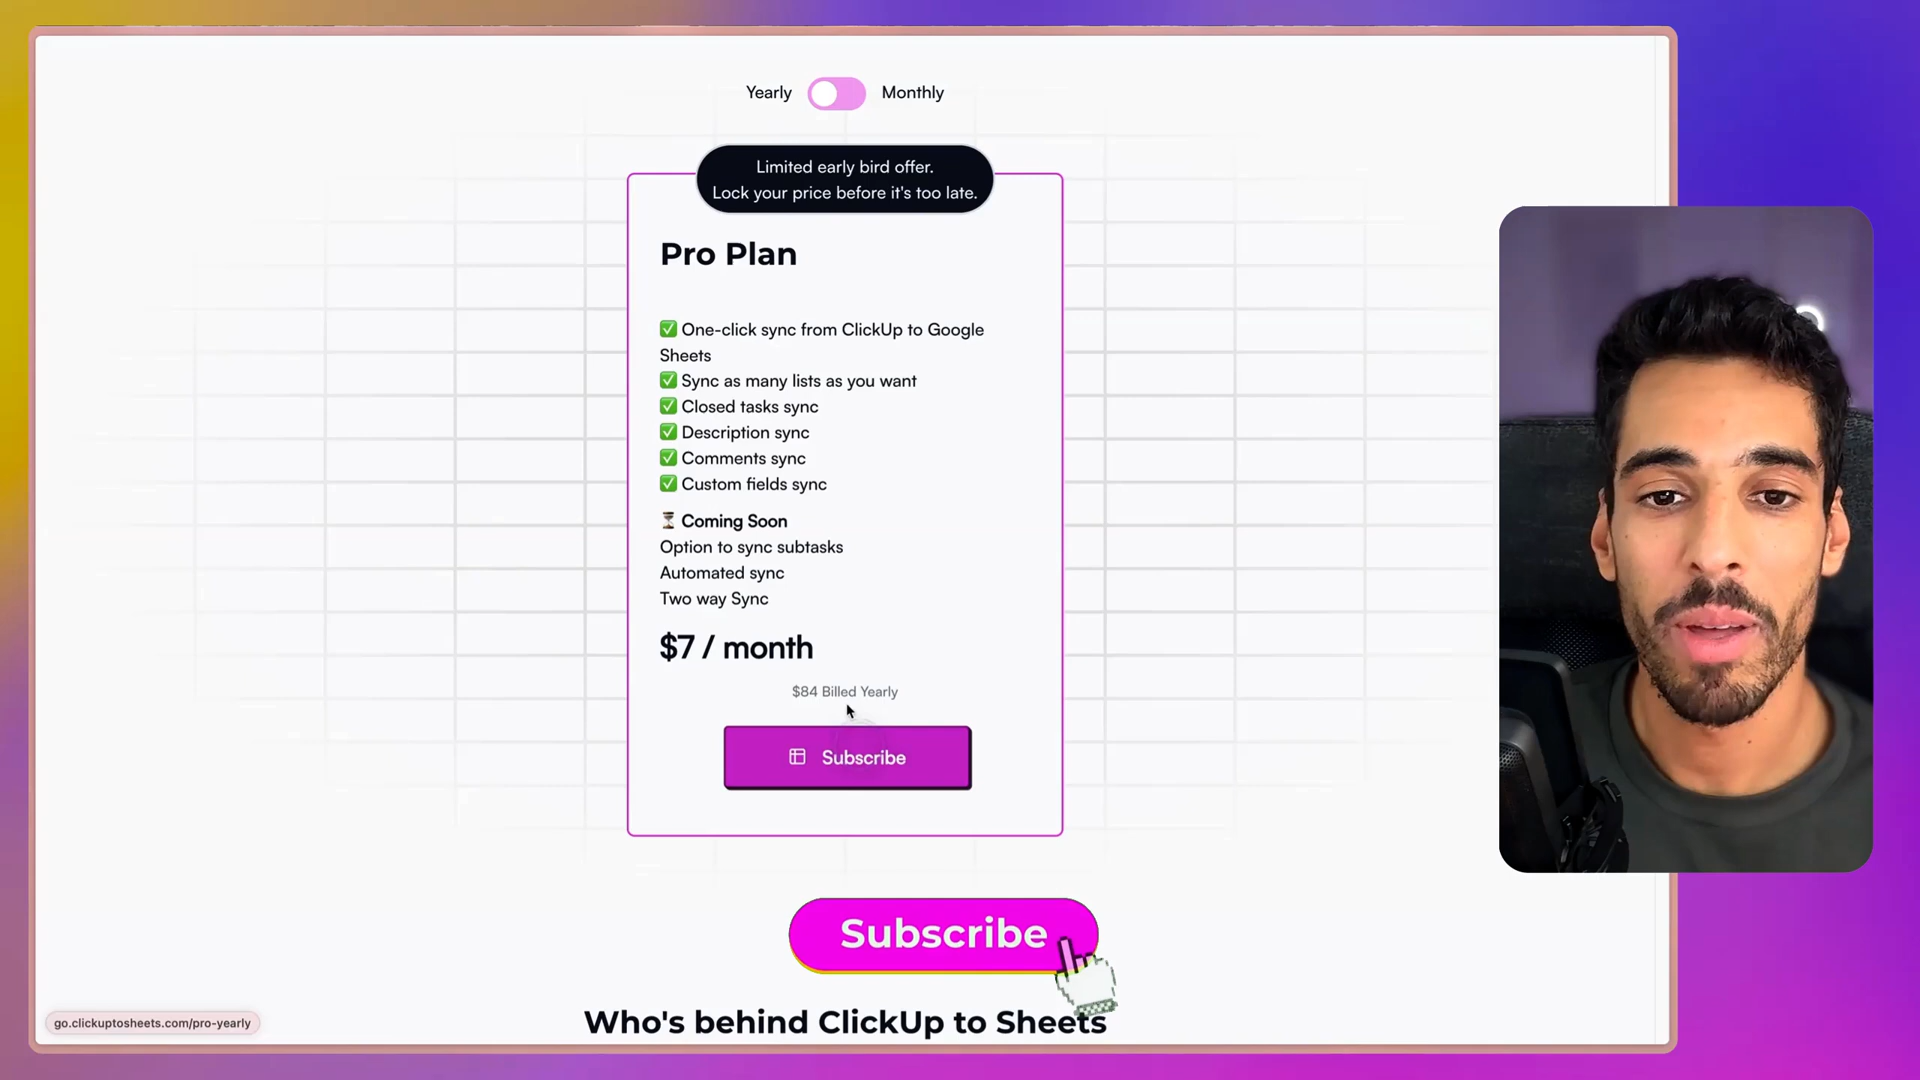 Yearly Monthly
Limited early bird offer.
Lock your price before it's too late.
Pro Plan
✅ One-click sync from ClickUp to Google
Sheets
✅ Sync as many lists as you want
✅ Closed tasks sync
✅ Description sync
✅ Comments sync
✅ Custom fields sync
⏳ Coming Soon
Option to sync subtasks
Automated sync
Two way Sync
$7 / month
$84 Billed Yearly
Subscribe
Subscribe
Who's behind ClickUp to Sheets
go.clickuptosheets.com/pro-yearly